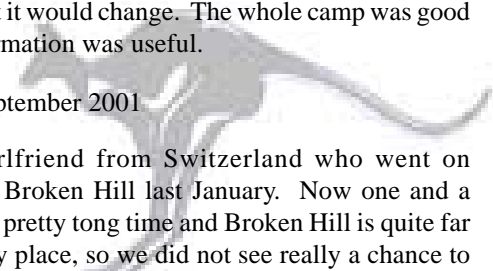 t it would change. The whole camp was good
rmation was useful.
ptember 2001
rlfriend from Switzerland who went on
Broken Hill last January. Now one and a
pretty tong time and Broken Hill is quite far
y place, so we did not see really a chance to